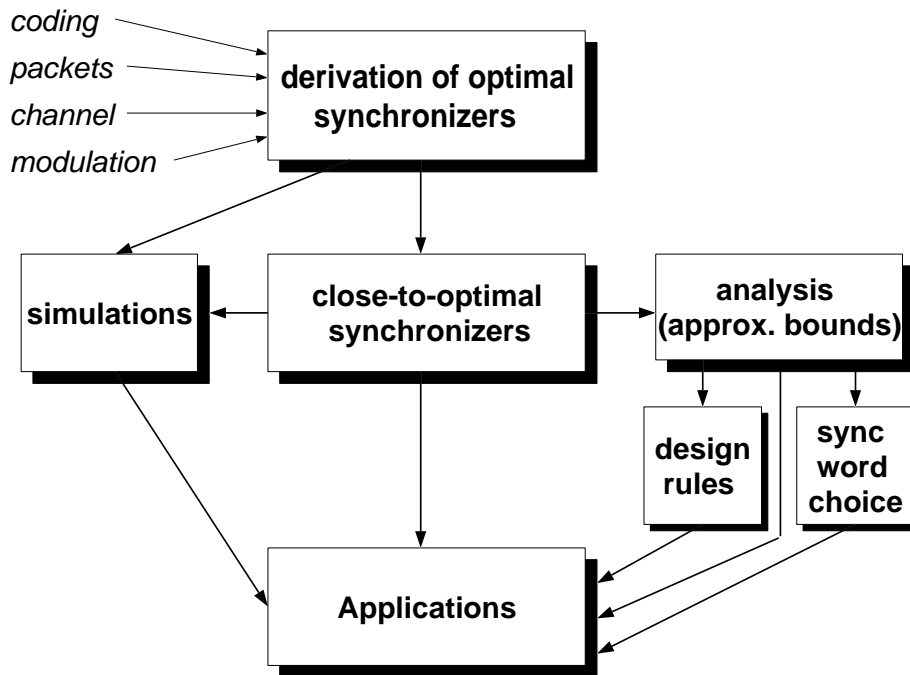 coding
packets
channel
modulation
derivation of optimal
synchronizers
simulations
close-to-optimal
synchronizers
analysis
(approx. bounds)
design
rules
sync
word
choice
Applications